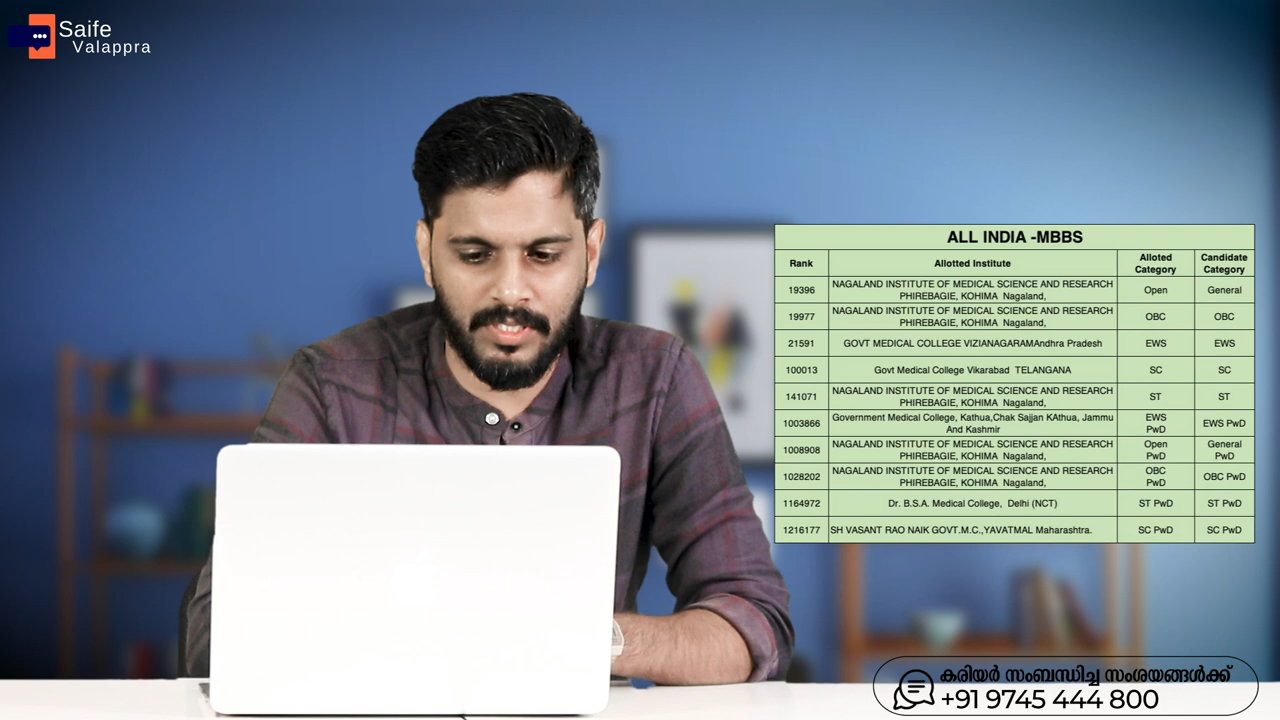 Saife
Valappra
ALL INDIA -MBBS
Rank Allotted Institute Alloted Category Candidate Category
19396 NAGALAND INSTITUTE OF MEDICAL SCIENCE AND RESEARCH PHIREBAGIE, KOHIMA Nagaland, Open General
19977 NAGALAND INSTITUTE OF MEDICAL SCIENCE AND RESEARCH PHIREBAGIE, KOHIMA Nagaland, OBC OBC
21591 GOVT MEDICAL COLLEGE VIZIANAGARAMAndhra Pradesh EWS EWS
100013 Govt Medical College Vikarabad TELANGANA SC SC
141071 NAGALAND INSTITUTE OF MEDICAL SCIENCE AND RESEARCH PHIREBAGIE, KOHIMA Nagaland, ST ST
1003866 Government Medical College, Kathua,Chak Sajjan KAthua, Jammu And Kashmir EWS PwD EWS PwD
1008908 NAGALAND INSTITUTE OF MEDICAL SCIENCE AND RESEARCH PHIREBAGIE, KOHIMA Nagaland, Open PwD General PwD
1028202 NAGALAND INSTITUTE OF MEDICAL SCIENCE AND RESEARCH PHIREBAGIE, KOHIMA Nagaland, OBC PwD OBC PwD
1164972 Dr. B.S.A. Medical College, Delhi (NCT) ST PwD ST PwD
1216177 SH VASANT RAO NAIK GOVT.M.C.,YAVATMAL Maharashtra. SC PwD SC PwD
കരിയർ സംബന്ധിച്ച സംശയങ്ങൾക്ക്
+91 9745 444 800